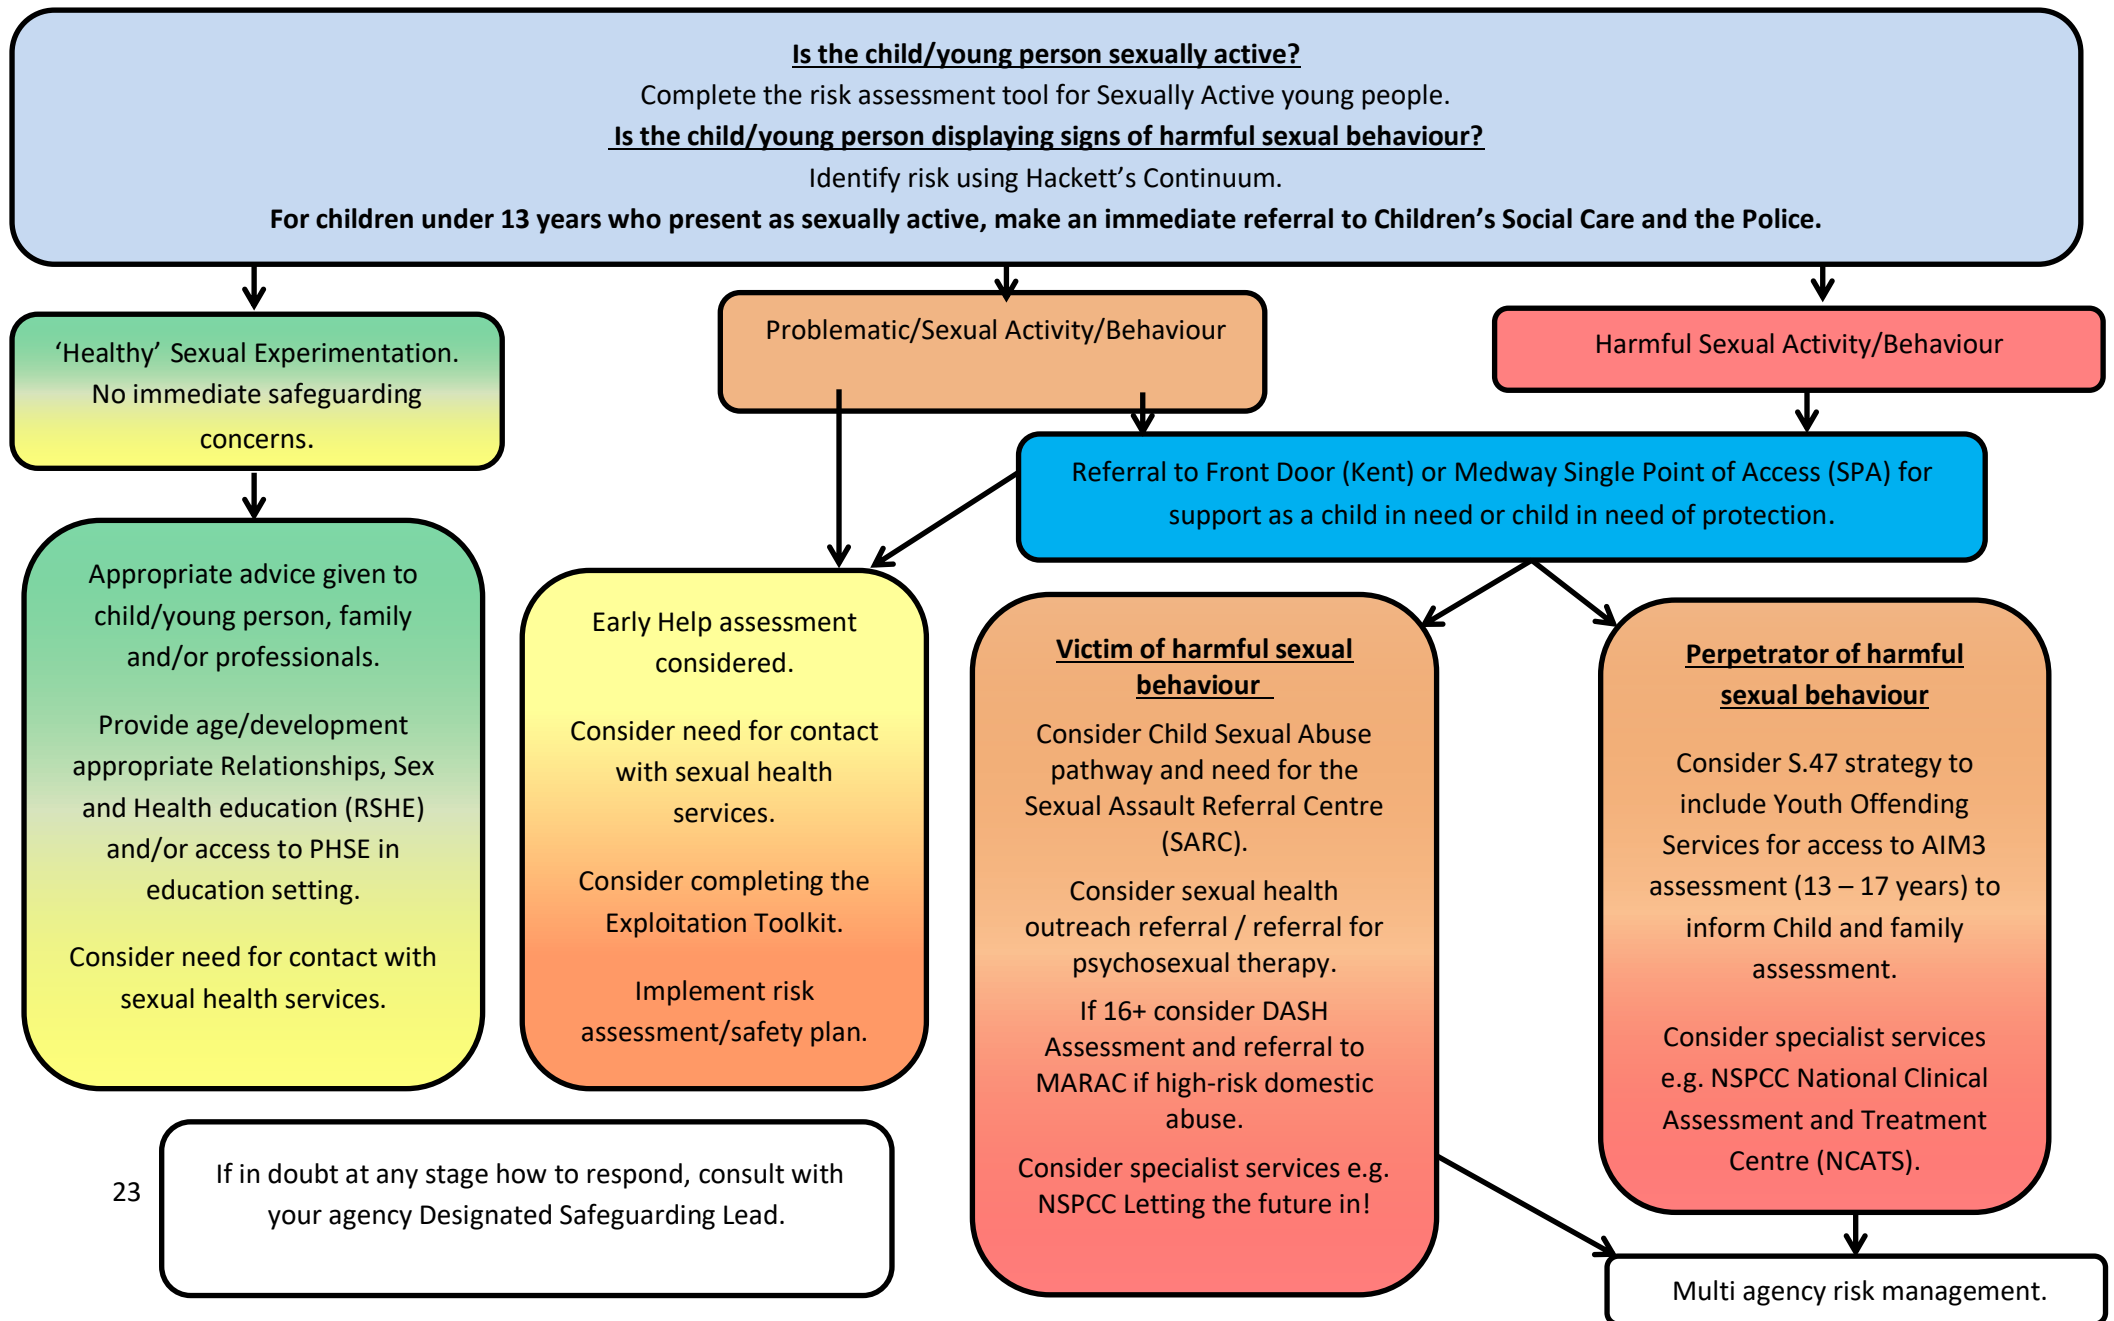 Is the child/young person sexually active?
Complete the risk assessment tool for Sexually Active young people.
Is the child/young person displaying signs of harmful sexual behaviour?
Identify risk using Hackett’s Continuum.
For children under 13 years who present as sexually active, make an immediate referral to Children’s Social Care and the Police.
‘Healthy’ Sexual Experimentation.
No immediate safeguarding
concerns.
Problematic/Sexual Activity/Behaviour
Harmful Sexual Activity/Behaviour
Referral to Front Door (Kent) or Medway Single Point of Access (SPA) for
support as a child in need or child in need of protection.
Appropriate advice given to
child/young person, family
and/or professionals.
Provide age/development
appropriate Relationships, Sex
and Health education (RSHE)
and/or access to PHSE in
education setting.
Consider need for contact with
sexual health services.
Early Help assessment
considered.
Consider need for contact
with sexual health
services.
Consider completing the
Exploitation Toolkit.
Implement risk
assessment/safety plan.
Victim of harmful sexual
behaviour
Consider Child Sexual Abuse
pathway and need for the
Sexual Assault Referral Centre
(SARC).
Consider sexual health
outreach referral / referral for
psychosexual therapy.
If 16+ consider DASH
Assessment and referral to
MARAC if high-risk domestic
abuse.
Consider specialist services e.g.
NSPCC Letting the future in!
Perpetrator of harmful
sexual behaviour
Consider S.47 strategy to
include Youth Offending
Services for access to AIM3
assessment (13 – 17 years) to
inform Child and family
assessment.
Consider specialist services
e.g. NSPCC National Clinical
Assessment and Treatment
Centre (NCATS).
23
If in doubt at any stage how to respond, consult with
your agency Designated Safeguarding Lead.
Multi agency risk management.